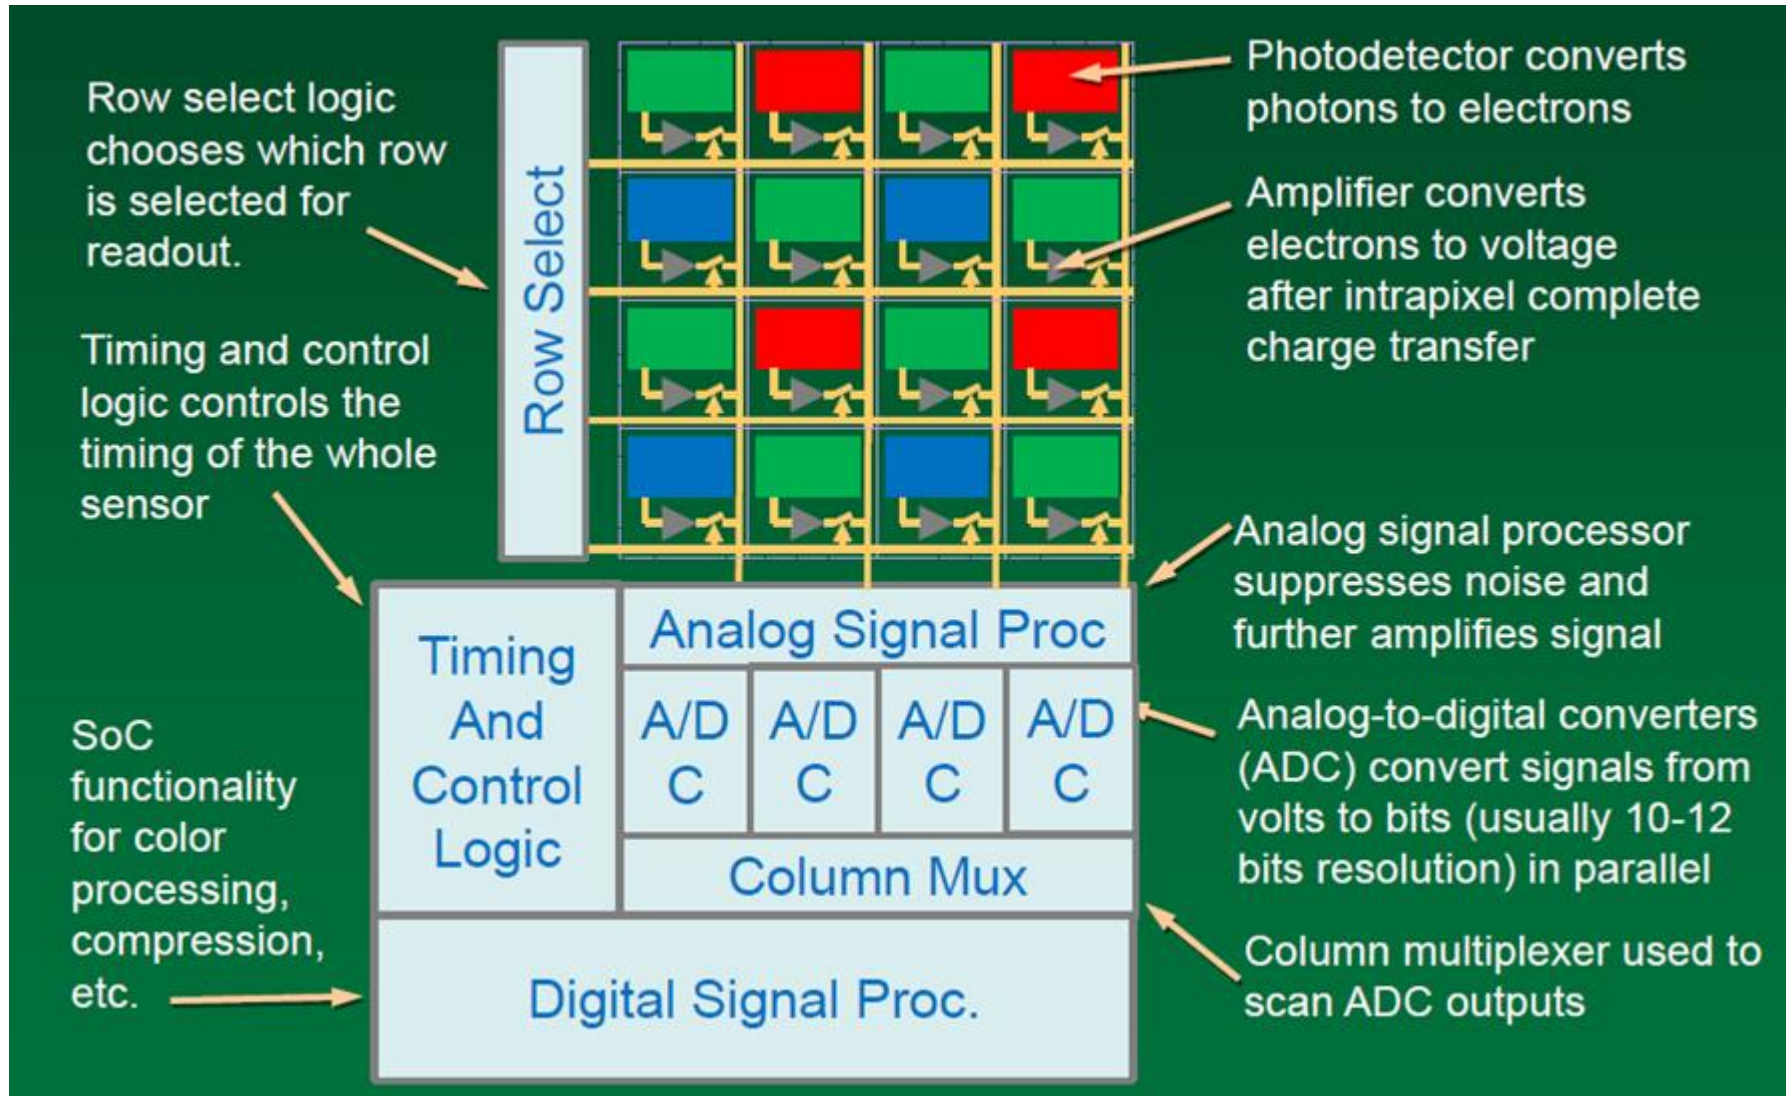 Row select logic
chooses which row
is selected for
readout.
Timing and control
logic controls the
timing of the whole
sensor
SoC
functionality
for color
processing,
compression,
etc.
Row Select
Timing
And
Control
Logic
Analog Signal Proc
A/D
C
A/D
C
A/D
C
A/D
C
Column Mux
Digital Signal Proc.
Photodetector converts
photons to electrons
Amplifier converts
electrons to voltage
after intrapixel complete
charge transfer
Analog signal processor
suppresses noise and
further amplifies signal
Analog-to-digital converters
(ADC) convert signals from
volts to bits (usually 10-12
bits resolution) in parallel
Column multiplexer used to
scan ADC outputs